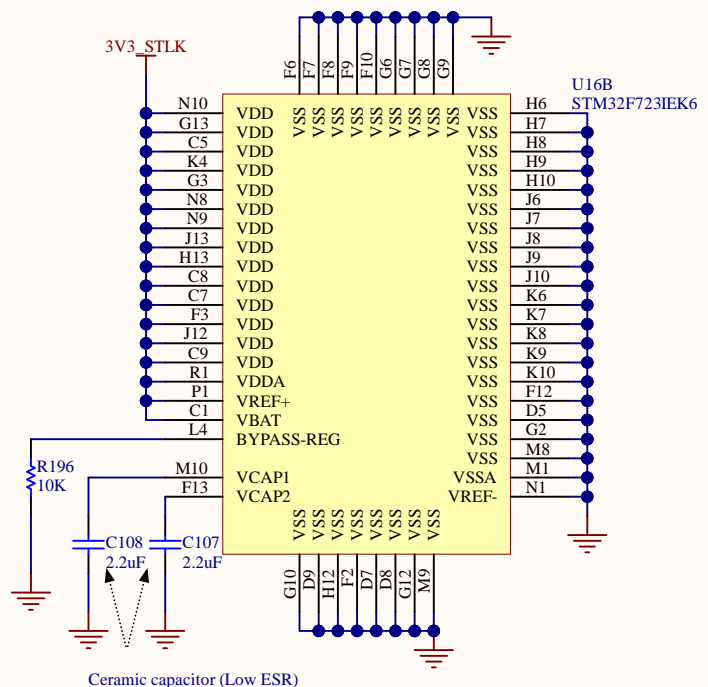 3V3_STLK
F6 F7 F8 F9 F10 G6 G7 G8 G9
VSS VSS VSS VSS VSS VSS VSS VSS VSS
U16B
STM32F723IEK6
N10 VDD VSS H6
G13 VDD VSS H7
C5 VDD VSS H8
K4 VDD VSS H9
G3 VDD VSS H10
N8 VDD VSS J6
N9 VDD VSS J7
J13 VDD VSS J8
H13 VDD VSS J9
C8 VDD VSS J10
C7 VDD VSS K6
F3 VDD VSS K7
J12 VDD VSS K8
C9 VDD VSS K9
R1 VDDA VSS K10
P1 VREF+ VSS F12
C1 VBAT VSS D5
L4 BYPASS-REG VSS G2
VSS M8
M10 VCAP1 VSSA M1
F13 VCAP2 VREF- N1
R196
10K
C108
2.2uF
C107
2.2uF
VSS VSS VSS VSS VSS VSS VSS VSS
G10 D9 H12 F2 D7 D8 G12 M9
Ceramic capacitor (Low ESR)